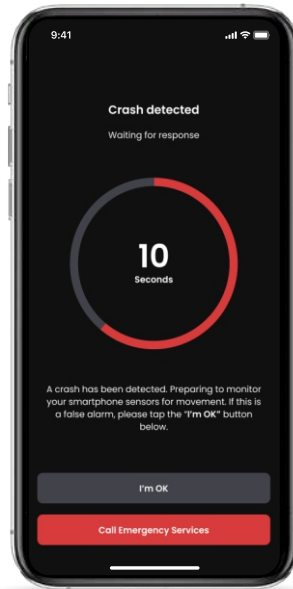 9:41
Crash detected
Waiting for response
10
Seconds
A crash has been detected. Preparing to monitor
your smartphone sensors for movement. If this is
a false alarm, please tap the "I'm OK" button
below.
I'm OK
Call Emergency Services